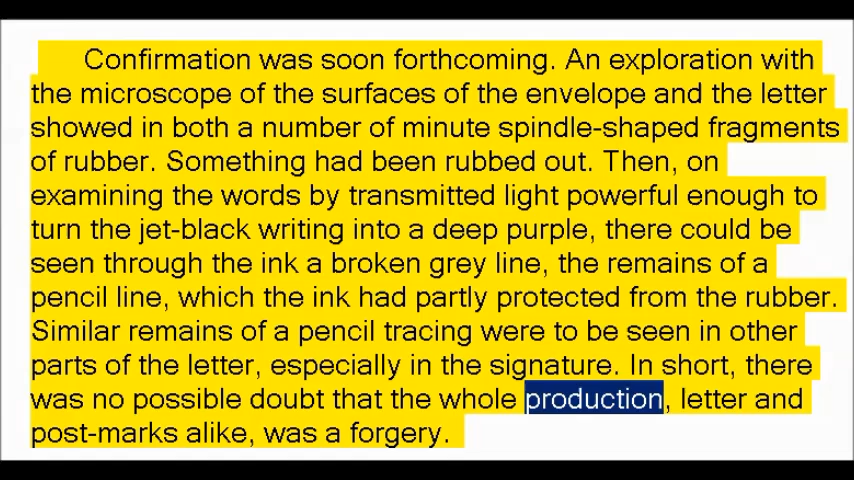 Confirmation was soon forthcoming. An exploration with
the microscope of the surfaces of the envelope and the letter
showed in both a number of minute spindle-shaped fragments
of rubber. Something had been rubbed out. Then, on
examining the words by transmitted light powerful enough to
turn the jet-black writing into a deep purple, there could be
seen through the ink a broken grey line, the remains of a
pencil line, which the ink had partly protected from the rubber.
Similar remains of a pencil tracing were to be seen in other
parts of the letter, especially in the signature. In short, there
was no possible doubt that the whole production, letter and
post-marks alike, was a forgery.